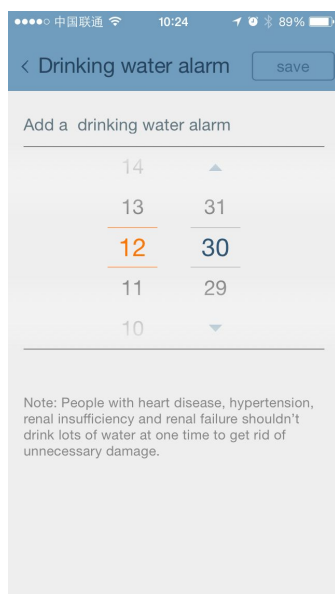 中国联通 10:24 89%
Drinking water alarm save
Add a drinking water alarm
14
13 31
12 30
11 29
10
Note: People with heart disease, hypertension,
renal insufficiency and renal failure shouldn't
drink lots of water at one time to get rid of
unnecessary damage.